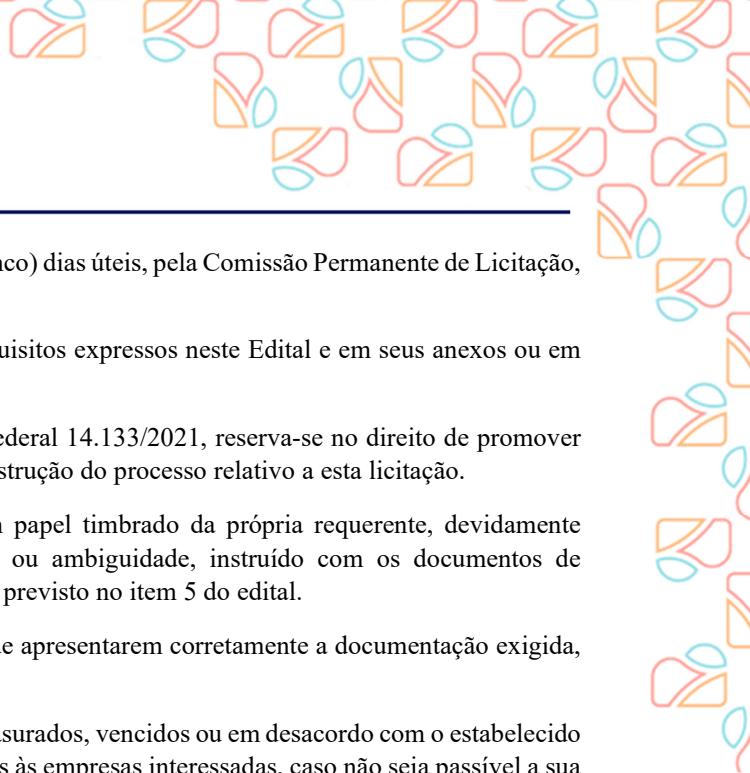 nco) dias úteis, pela Comissão Permanente de Licitação,
uisitos expressos neste Edital e em seus anexos ou em
ederal 14.133/2021, reserva-se no direito de promover
strução do processo relativo a esta licitação.
papel timbrado da própria requerente, devidamente
ou ambiguidade, instruído com os documentos de
previsto no item 5 do edital.
e apresentarem corretamente a documentação exigida,
asurados, vencidos ou em desacordo com o estabelecido
s às empresas interessadas, caso não seja passível a sua